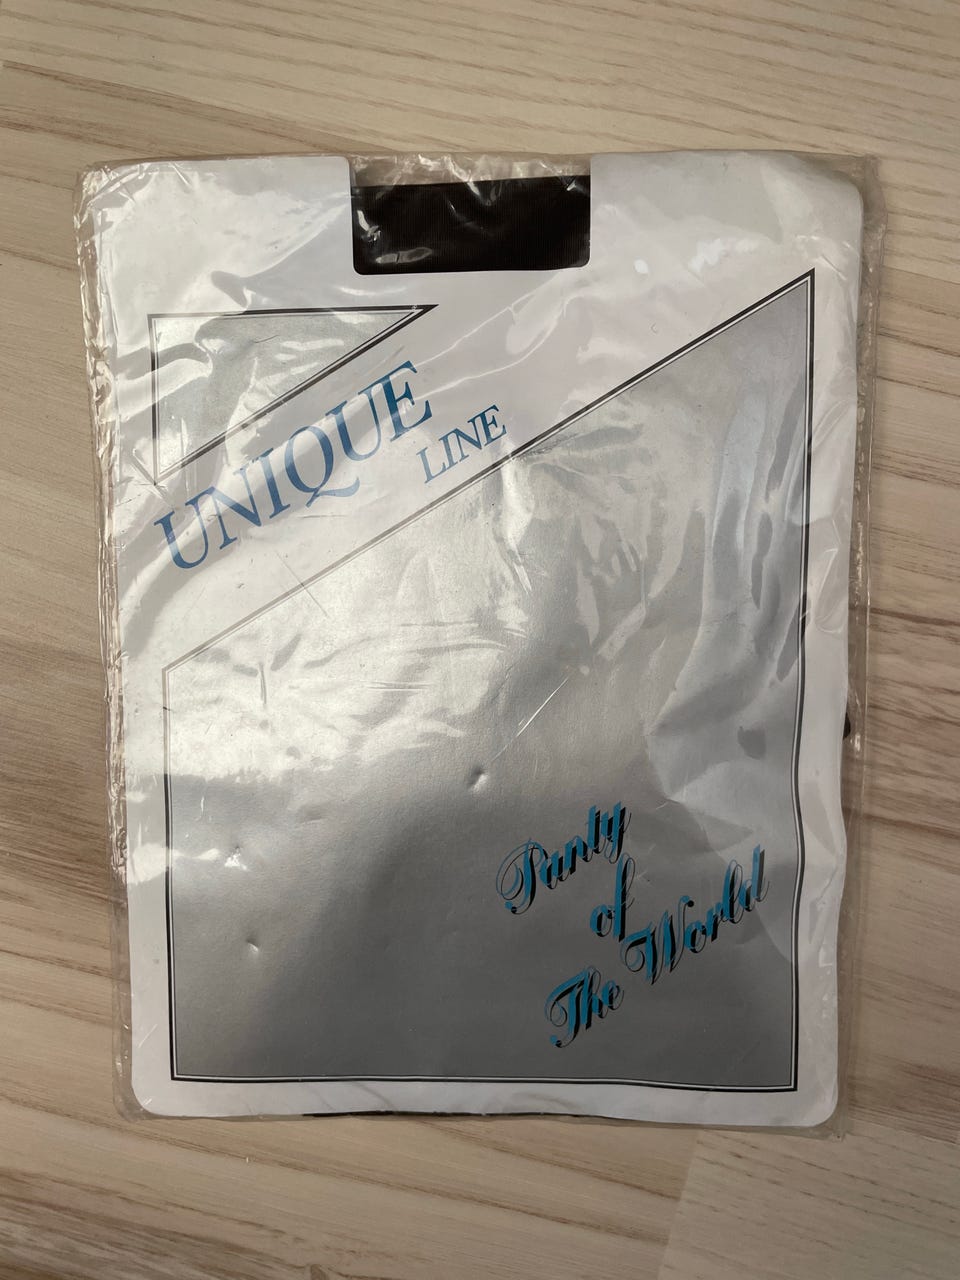 UNIQUE
LINE
Panty
of
The World